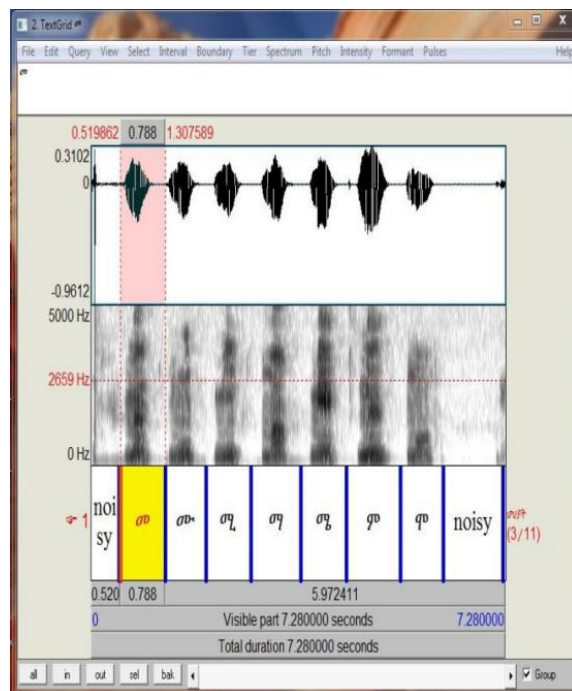 2. TextGrid መ
File Edit Query View Select Interval Boundary Tier Spectrum Pitch Intensity Formant Pulses Help
መ
0.519862 0.788 1.307589
0.3102
0
-0.9612
5000 Hz
2659 Hz
0 Hz
1 noisy መ ሙ ሚ ማ ሜ ም ሞ noisy
(3/11)
0.520 0.788 5.972411
0 Visible part 7.280000 seconds 7.280000
Total duration 7.280000 seconds
all in out sel bak Group